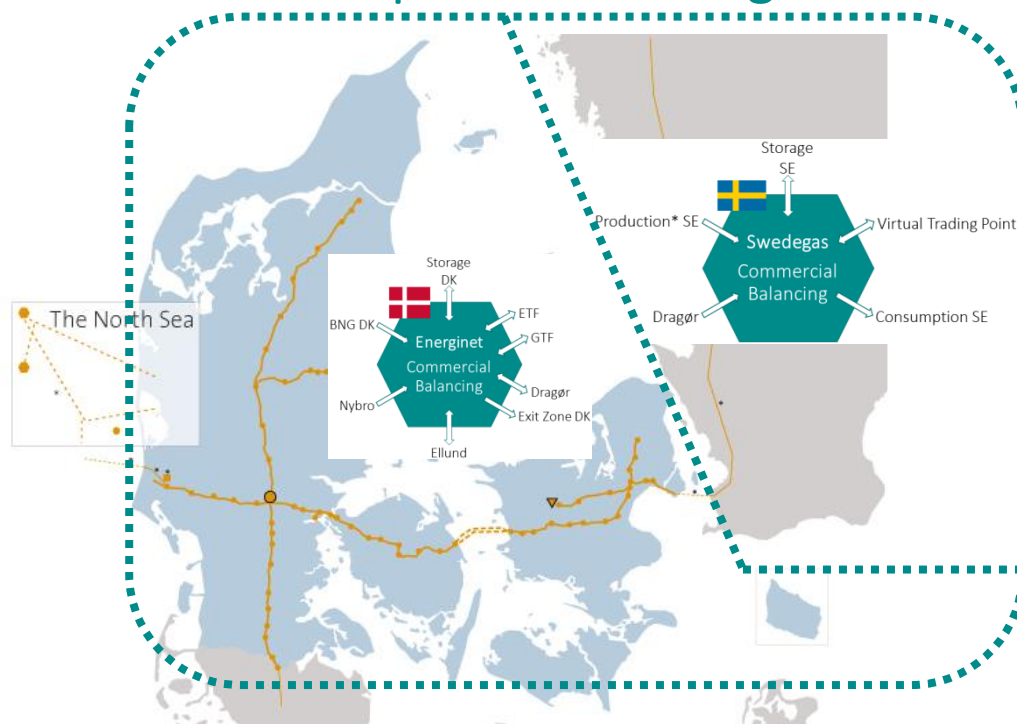 Storage
SE
Production* SE
Virtual Trading Point
Swedegas
Commercial
Balancing
Dragør
Consumption SE
The North Sea
Storage
DK
BNG DK
ETF
GTF
Energinet
Commercial
Balancing
Nybro
Dragør
Exit Zone DK
Ellund